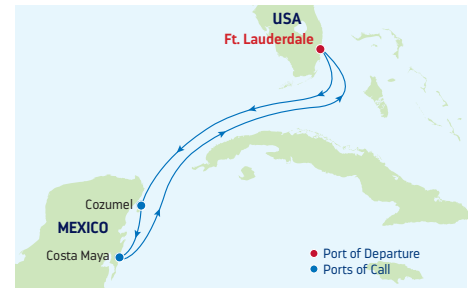 USA
Ft. Lauderdale
Cozumel
MEXICO
Costa Maya
Port of Departure
Ports of Call